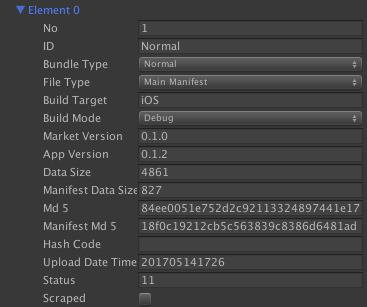 Element 0
No 1
ID Normal
Bundle Type Normal
File Type Main Manifest
Build Target iOS
Build Mode Debug
Market Version 0.1.0
App Version 0.1.2
Data Size 4861
Manifest Data Size 827
Md 5 84ee0051e752d2c92113324897441e17
Manifest Md 5 18f0c19212cb5c563839c8386d6481ad
Hash Code
Upload Date Time 201705141726
Status 11
Scraped